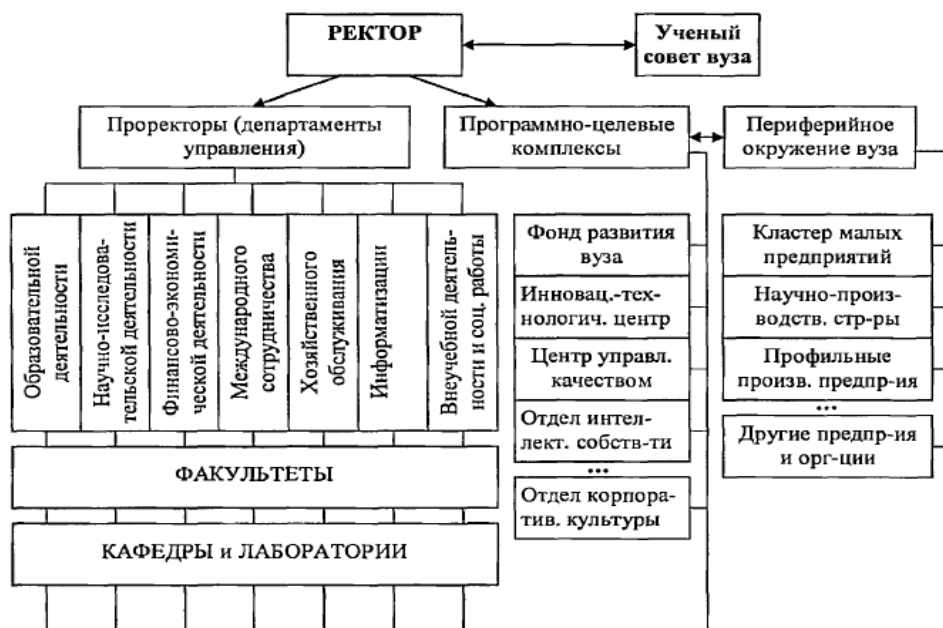 РЕКТОР
Ученый
совет вуза
Проректоры (департаменты
управления)
Программно-целевые
комплексы
Периферийное
окружение вуза
Образовательной
деятельности
Научно-исследова-
тельской деятельности
Финансово-экономи-
ческой деятельности
Международного
сотрудничества
Хозяйственного
обслуживания
Информатизации
Внеучебной деятель-
ности и соц. работы
ФАКУЛЬТЕТЫ
КАФЕДРЫ и ЛАБОРАТОРИИ
Фонд развития
вуза
Инновац.-тех-
нологич. центр
Центр управл.
качеством
Отдел интел-
лект. собств-ти
...
Отдел корпора-
тив. культуры
Кластер малых
предприятий
Научно-произ-
водств. стр-ры
Профильные
произв. предпр-ия
...
Другие предпр-ия
и орг-ции